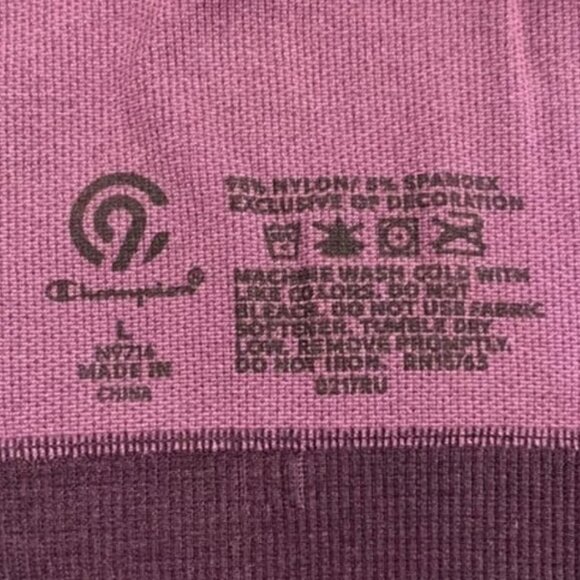 C9
Champion®
L
N9714
MADE IN
CHINA
NYLON/ 5% SPANDEX
EXCLUSIVE OF DECORATION
MACHINE WASH COLD WITH
LIKE COLORS. DO NOT
BLEACH. DO NOT USE FABRIC
SOFTENER. TUMBLE DRY
LOW. REMOVE PROMPTLY.
DO NOT IRON. RN15763
0217RU